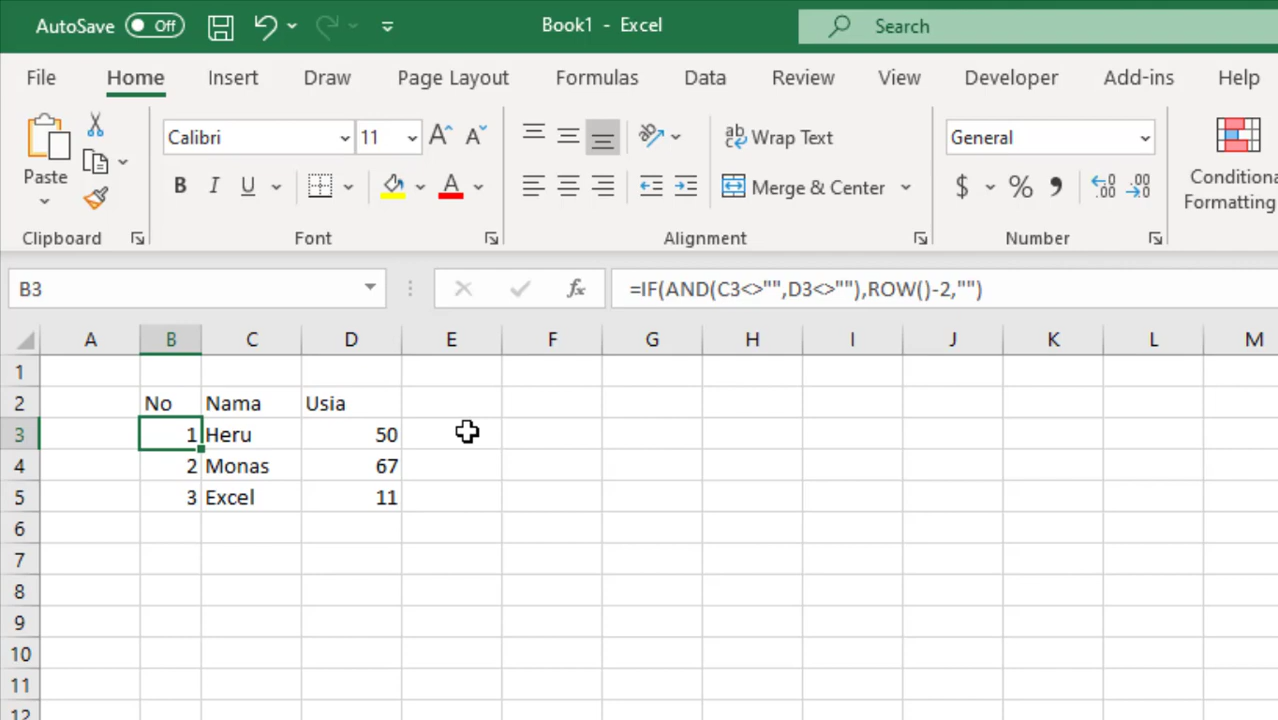 AutoSave Off Book1 - Excel Search
File Home Insert Draw Page Layout Formulas Data Review View Developer Add-ins Help
Paste Calibri 11 Wrap Text General
B I U Merge & Center $ % Conditional Formatting
Clipboard Font Alignment Number
B3 fx =IF(AND(C3<>"",D3<>""),ROW()-2,"")
A B C D E F G H I J K L M
1
2 No Nama Usia
3 1 Heru 50
4 2 Monas 67
5 3 Excel 11
6
7
8
9
10
11
12